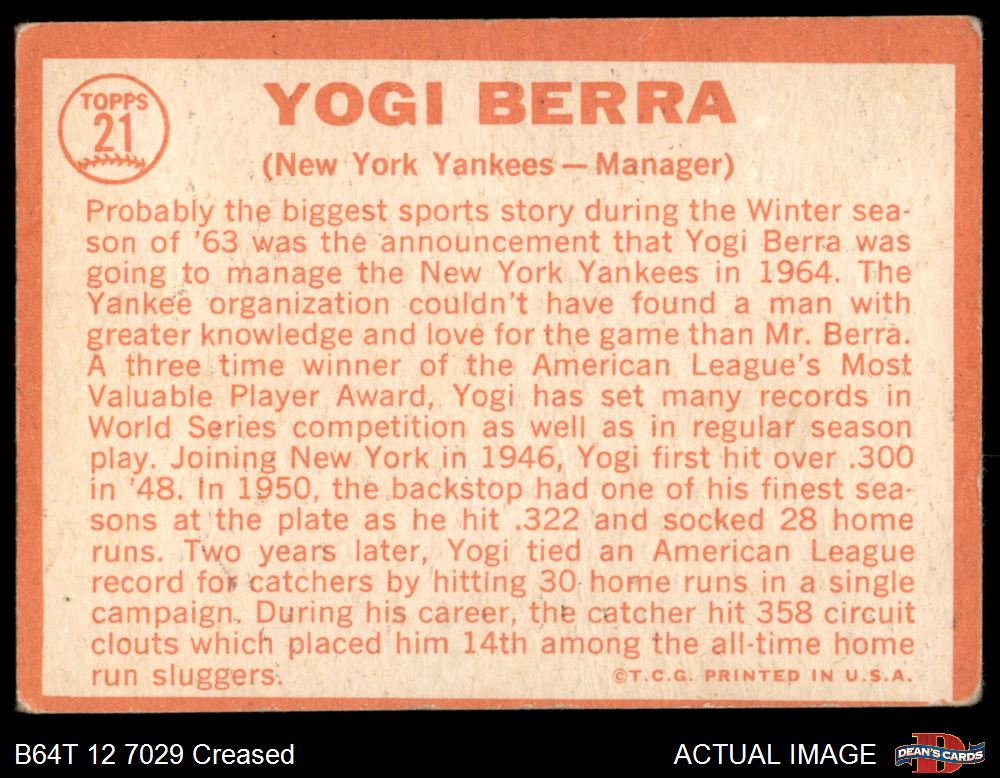 TOPPS
21
YOGI BERRA
(New York Yankees — Manager)
Probably the biggest sports story during the Winter sea-
son of '63 was the announcement that Yogi Berra was
going to manage the New York Yankees in 1964. The
Yankee organization couldn't have found a man with
greater knowledge and love for the game than Mr. Berra.
A three time winner of the American League's Most
Valuable Player Award, Yogi has set many records in
World Series competition as well as in regular season
play. Joining New York in 1946, Yogi first hit over .300
in '48. In 1950, the backstop had one of his finest sea-
sons at the plate as he hit .322 and socked 28 home
runs. Two years later, Yogi tied an American League
record for catchers by hitting 30 home runs in a single
campaign. During his career, the catcher hit 358 circuit
clouts which placed him 14th among the all-time home
run sluggers.
©T.C.G. PRINTED IN U.S.A.
B64T 12 7029 Creased
ACTUAL IMAGE
D
DEAN'S CARDS